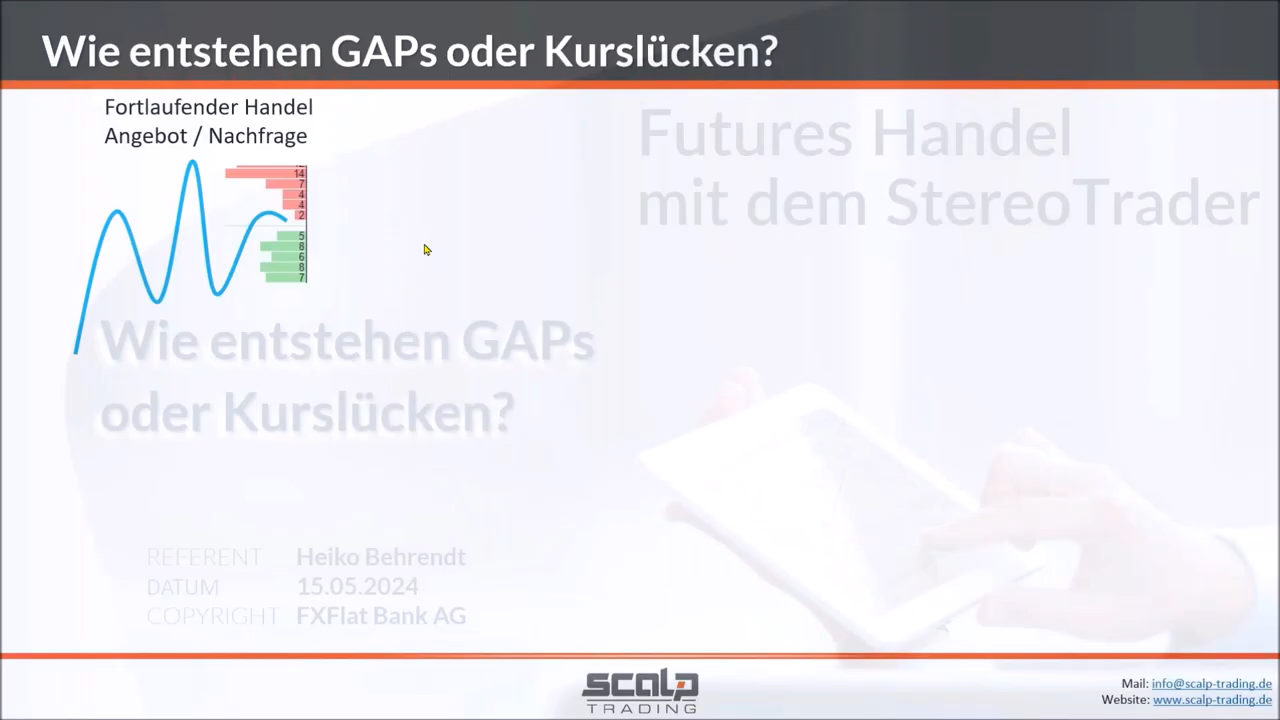 Wie entstehen GAPs oder Kurslücken?
Fortlaufender Handel
Angebot / Nachfrage
14
7
4
4
2
5
8
6
8
7
Futures Handel
mit dem StereoTrader
Wie entstehen GAPs
oder Kurslücken?
REFERENT Heiko Behrendt
DATUM 15.05.2024
COPYRIGHT FXFlat Bank AG
scalp
TRADING
Mail: info@scalp-trading.de
Website: www.scalp-trading.de